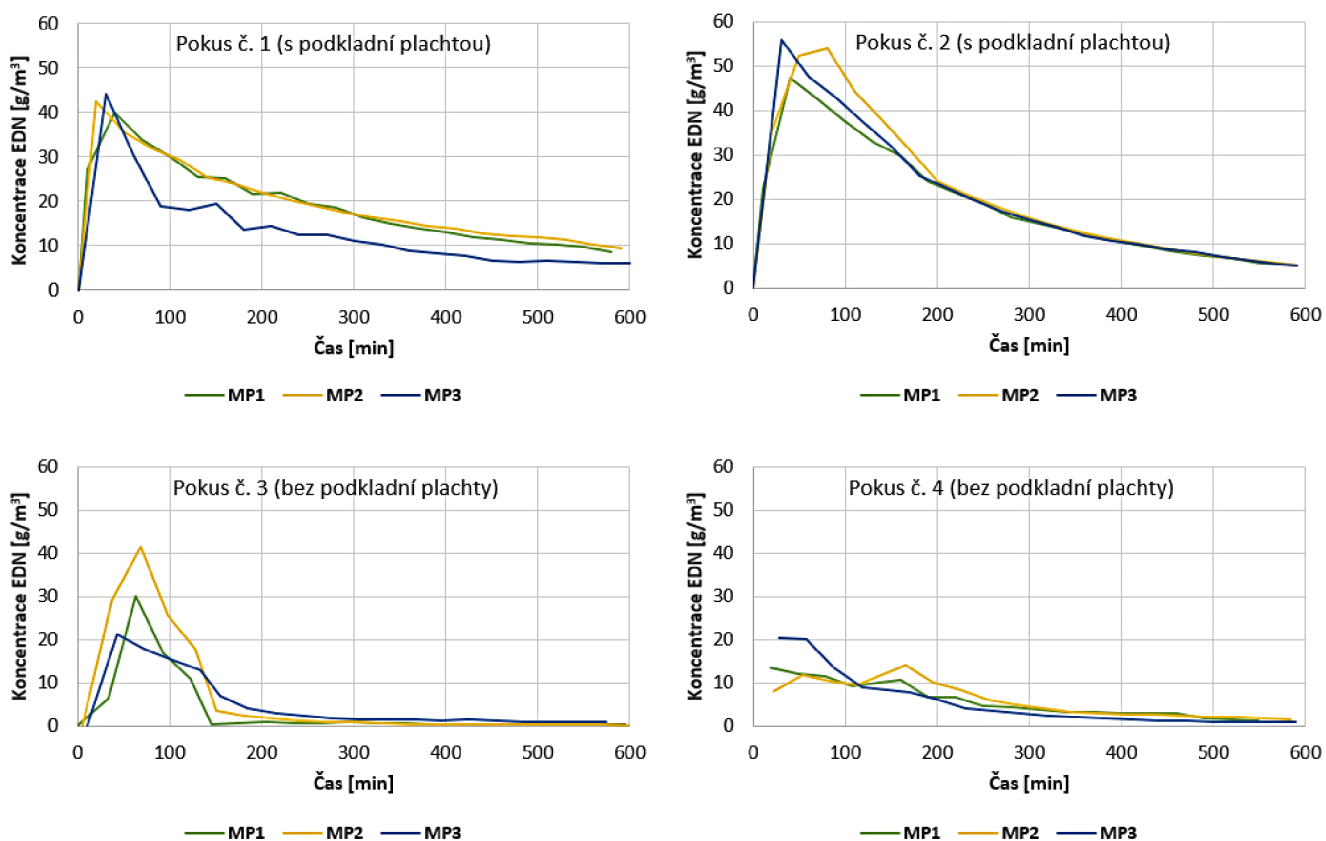 Pokus č. 1 (s podkladní plachtou)
Koncentrace EDN [g/m³]
60
50
40
30
20
10
0
0 100 200 300 400 500 600
Čas [min]
MP1 MP2 MP3
Pokus č. 2 (s podkladní plachtou)
Koncentrace EDN [g/m³]
60
50
40
30
20
10
0
0 100 200 300 400 500 600
Čas [min]
MP1 MP2 MP3
Pokus č. 3 (bez podkladní plachty)
Koncentrace EDN [g/m³]
60
50
40
30
20
10
0
0 100 200 300 400 500 600
Čas [min]
MP1 MP2 MP3
Pokus č. 4 (bez podkladní plachty)
Koncentrace EDN [g/m³]
60
50
40
30
20
10
0
0 100 200 300 400 500 600
Čas [min]
MP1 MP2 MP3